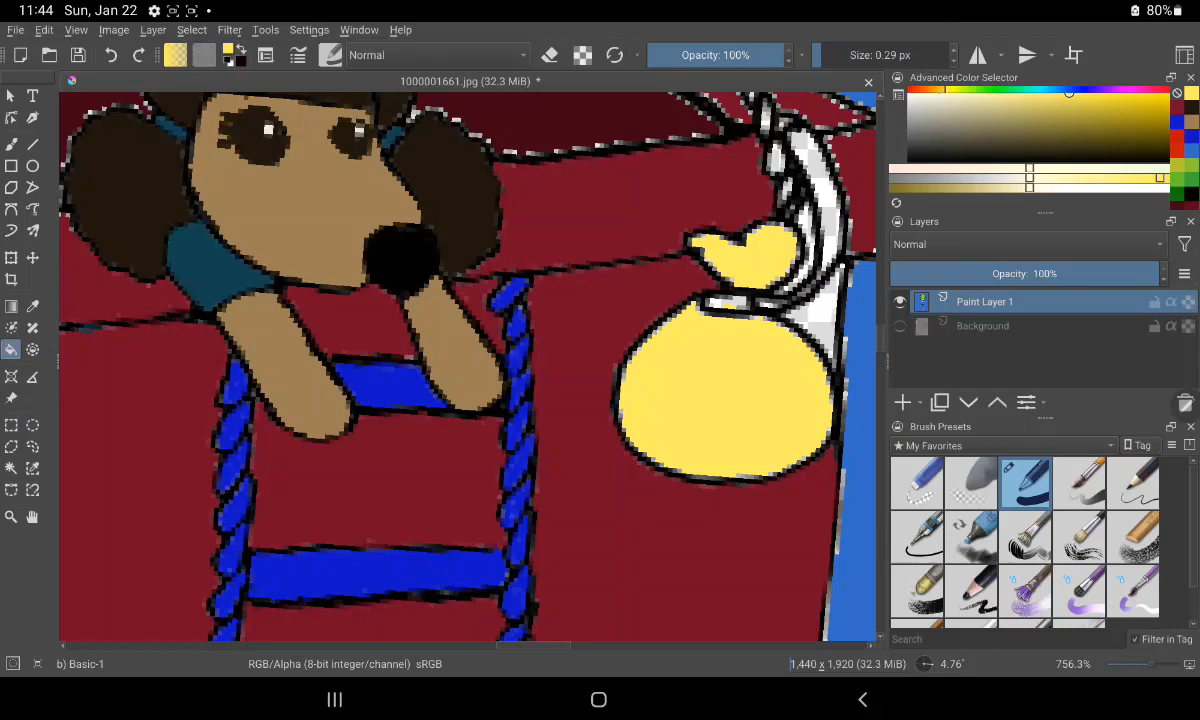 11:44 Sun, Jan 22
80%
File Edit View Image Layer Select Filter Tools Settings Window Help
Normal
Opacity: 100%
Size: 0.29 px
1000001661.jpg (32.3 MiB) *
Advanced Color Selector
Layers
Normal
Opacity: 100%
Paint Layer 1
Background
Brush Presets
★ My Favorites
Tag
Search
Filter in Tag
b) Basic-1
RGB/Alpha (8-bit integer/channel) sRGB
1,440 x 1,920 (32.3 MiB)
4.76°
756.3%